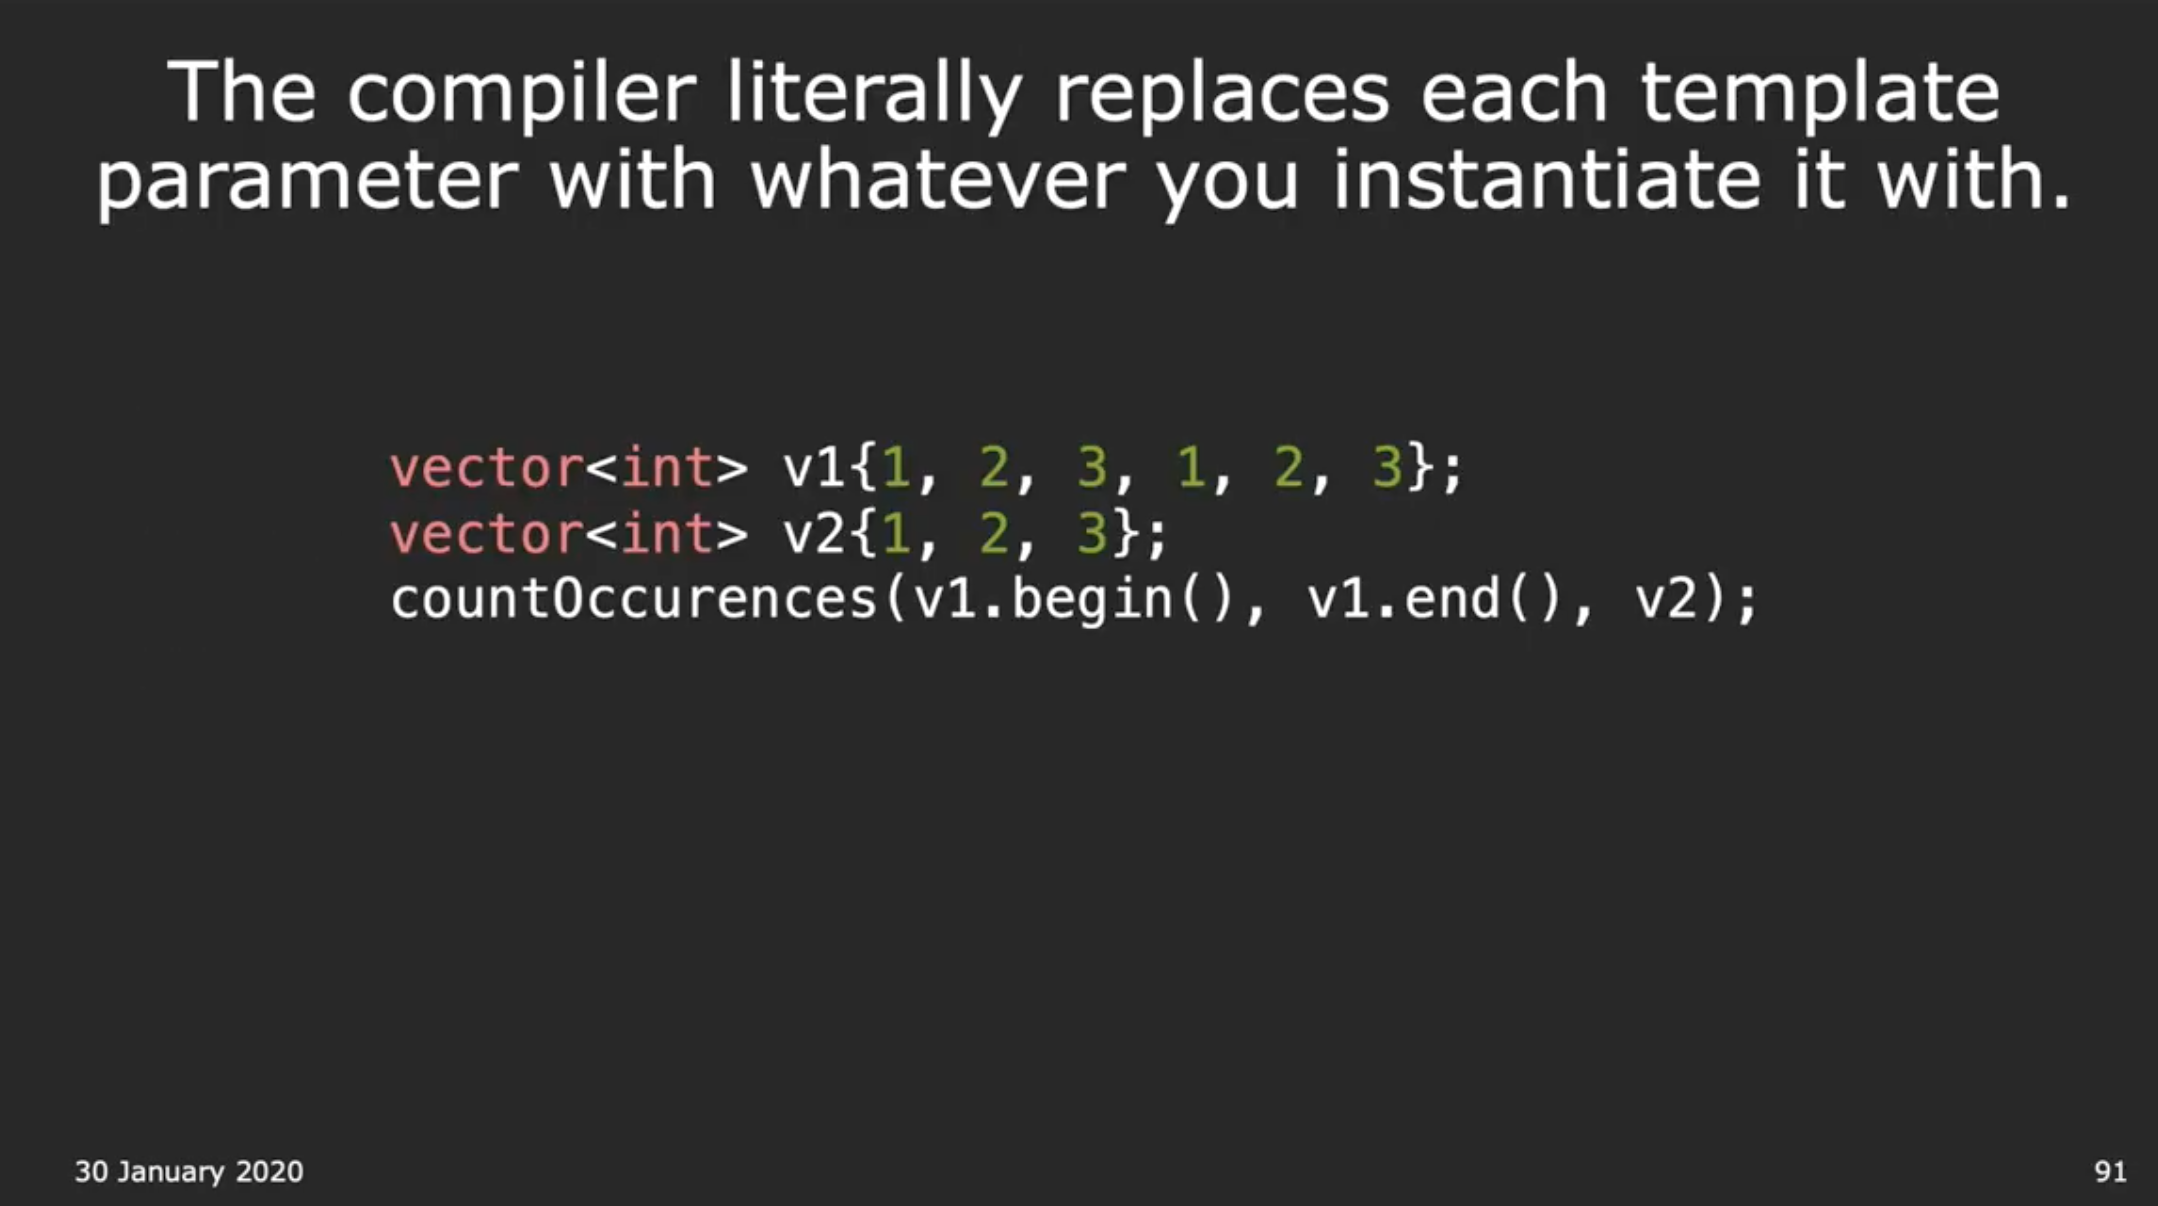 The compiler literally replaces each template
parameter with whatever you instantiate it with.
vector<int> v1{1, 2, 3, 1, 2, 3};
vector<int> v2{1, 2, 3};
countOccurences(v1.begin(), v1.end(), v2);
30 January 2020
91